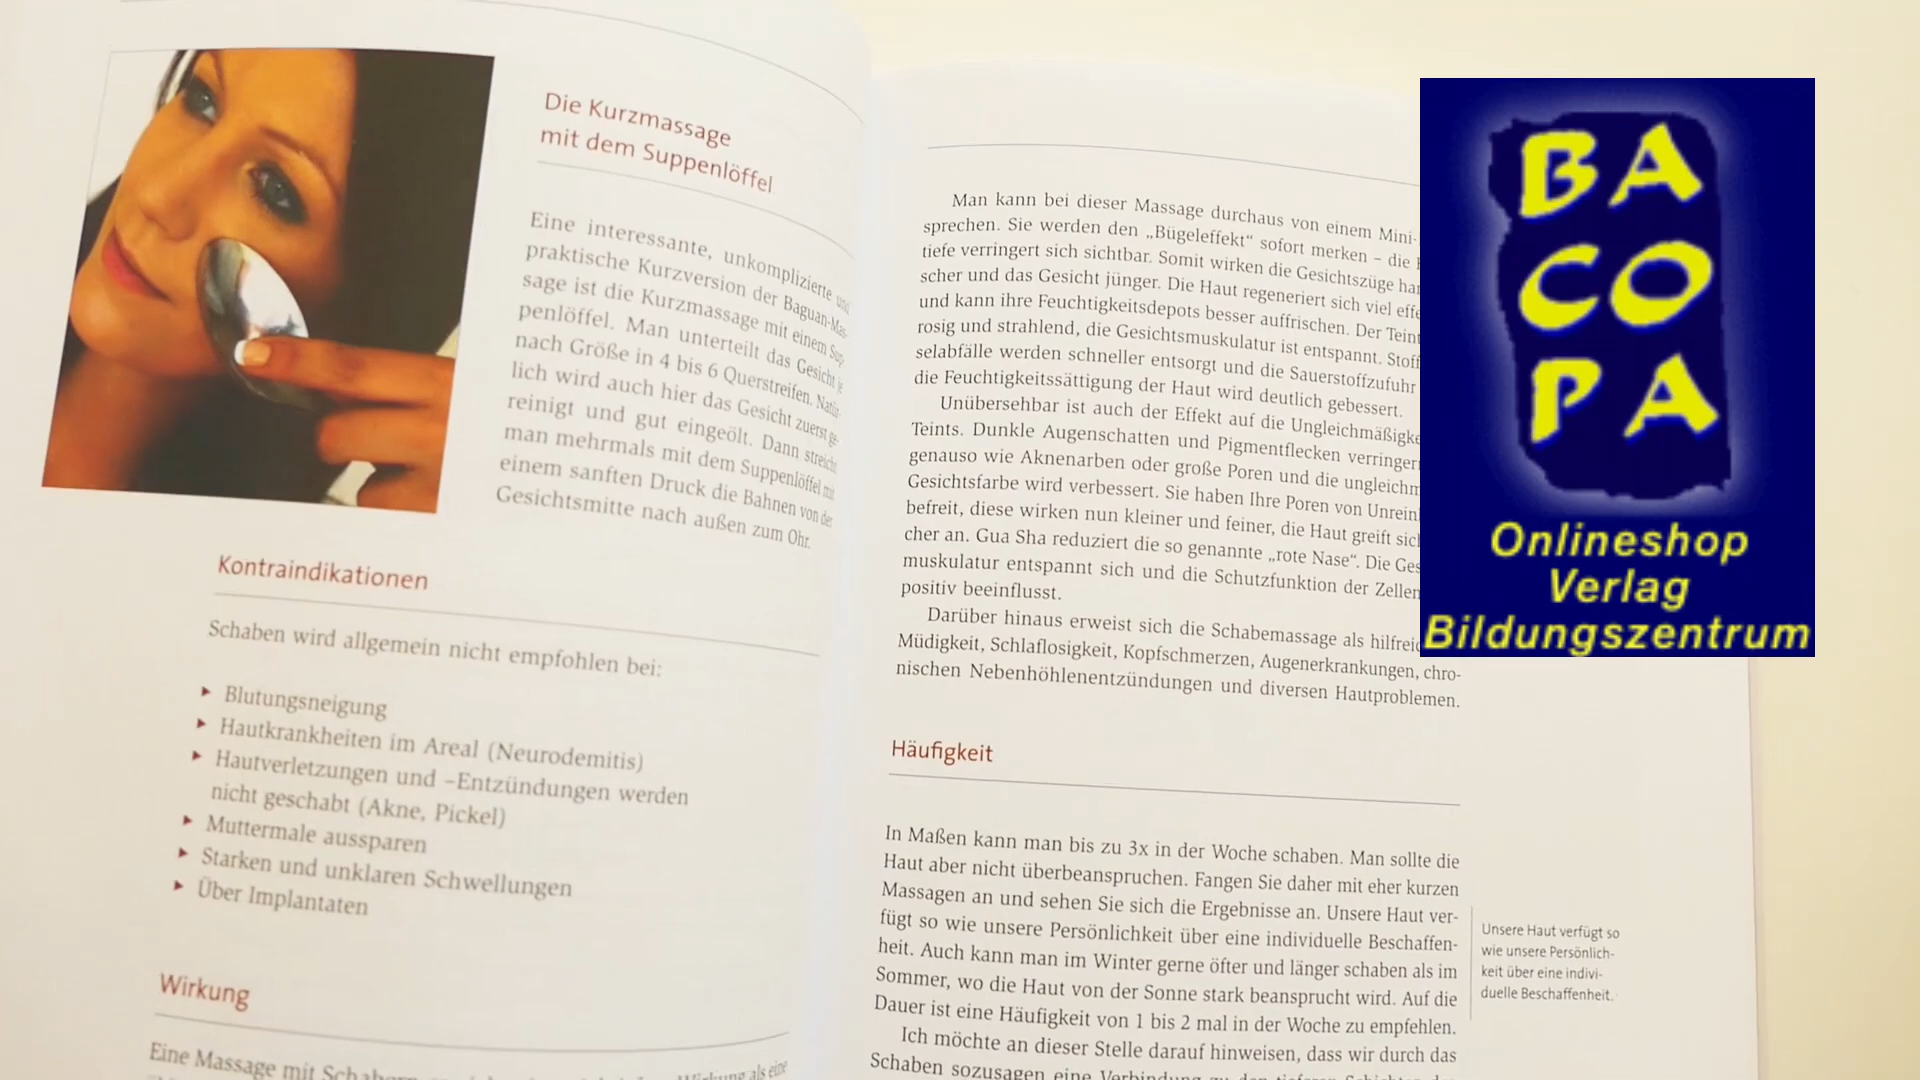 Die Kurzmassage
mit dem Suppenlöffel
Eine interessante, unkomplizierte und
praktische Kurzversion der Baguan-Mas-
sage ist die Kurzmassage mit einem Sup-
penlöffel. Man unterteilt das Gesicht je
nach Größe in 4 bis 6 Querstreifen. Natür-
lich wird auch hier das Gesicht zuerst ge-
reinigt und gut eingeölt. Dann streicht
man mehrmals mit dem Suppenlöffel mit
einem sanften Druck die Bahnen von der
Gesichtsmitte nach außen zum Ohr.
Kontraindikationen
Schaben wird allgemein nicht empfohlen bei:
Blutungsneigung
Hautkrankheiten im Areal (Neurodemitis)
Hautverletzungen und –Entzündungen werden
nicht geschabt (Akne, Pickel)
Muttermale aussparen
Starken und unklaren Schwellungen
Über Implantaten
Wirkung
Eine Massage mit
Man kann bei dieser Massage durchaus von einem Mini-
sprechen. Sie werden den „Bügeleffekt“ sofort merken – die
tiefe verringert sich sichtbar. Somit wirken die Gesichtszüge
scher und das Gesicht jünger. Die Haut regeneriert sich viel
und kann ihre Feuchtigkeitsdepots besser auffrischen. Der Teint
rosig und strahlend, die Gesichtsmuskulatur ist entspannt.
selabfälle werden schneller entsorgt und die Sauerstoffzufuhr
die Feuchtigkeitssättigung der Haut wird deutlich gebessert.
Unübersehbar ist auch der Effekt auf die
Teints. Dunkle Augenschatten und Pigmentflecken
genauso wie Aknenarben oder große Poren und die
Gesichtsfarbe wird verbessert. Sie haben Ihre Poren von
befreit, diese wirken nun kleiner und feiner, die Haut greift
cher an. Gua Sha reduziert die so genannte „rote Nase“. Die
muskulatur entspannt sich und die Schutzfunktion der Zellen
positiv beeinflusst.
Darüber hinaus erweist sich die Schabemassage als
Müdigkeit, Schlaflosigkeit, Kopfschmerzen, Augenerkrankungen, chro-
nischen Nebenhöhlenentzündungen und diversen Hautproblemen.
Häufigkeit
In Maßen kann man bis zu 3x in der Woche schaben. Man sollte die
Haut aber nicht überbeanspruchen. Fangen Sie daher mit eher kurzen
Massagen an und sehen Sie sich die Ergebnisse an. Unsere Haut ver-
fügt so wie unsere Persönlichkeit über eine individuelle Beschaffen-
heit. Auch kann man im Winter gerne öfter und länger schaben als im
Sommer, wo die Haut von der Sonne stark beansprucht wird. Auf die
Dauer ist eine Häufigkeit von 1 bis 2 mal in der Woche zu empfehlen.
Ich möchte an dieser Stelle darauf hinweisen, dass wir durch das
Schaben sozusagen eine Verbindung
Unsere Haut verfügt so
wie unsere Persönlich-
keit über eine indivi-
duelle Beschaffenheit.
BA
CO
PA
Onlineshop
Verlag
Bildungszentrum